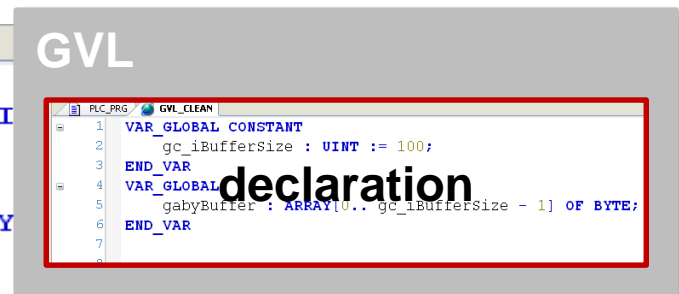 GVL
PLC_PRG GVL_CLEAN
1 VAR_GLOBAL CONSTANT
2 gc_iBufferSize : UINT := 100;
3 END_VAR
4 VAR_GLOBAL
declaration
5 gabyBuffer : ARRAY[0.. gc_iBufferSize - 1] OF BYTE;
6 END_VAR
7
I
Y